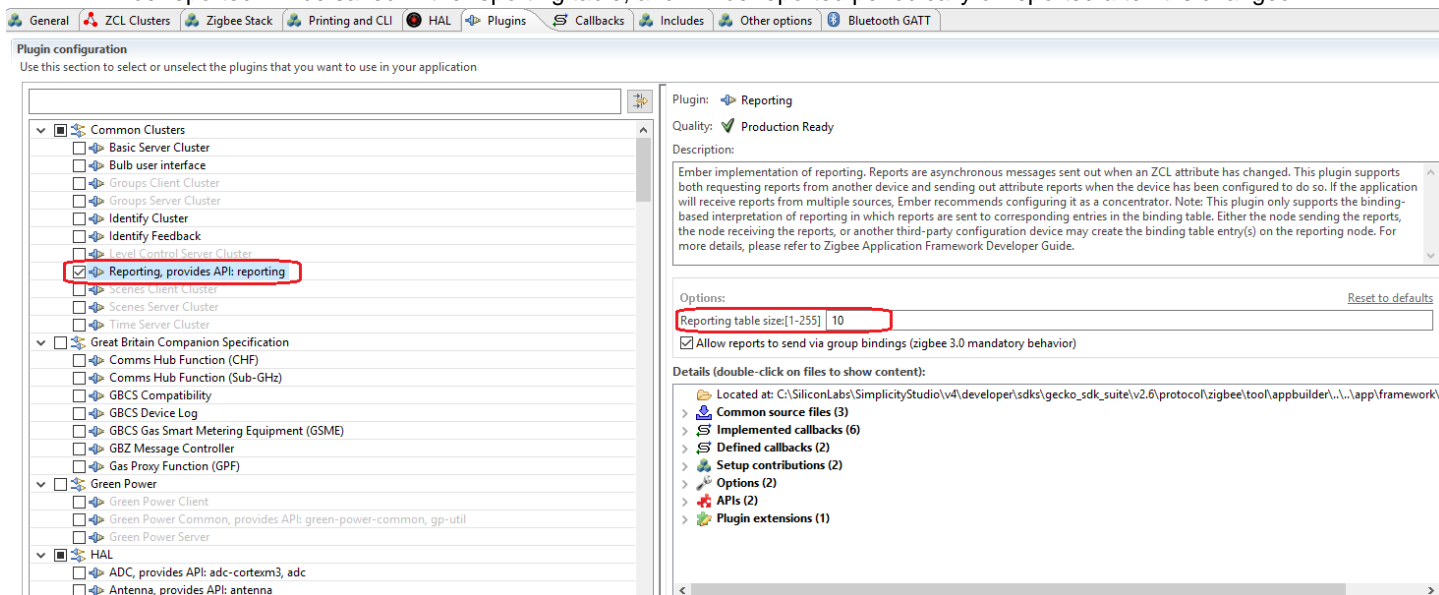 General ZCL Clusters Zigbee Stack Printing and CLI HAL Plugins Callbacks Includes Other options Bluetooth GATT
Plugin configuration
Use this section to select or unselect the plugins that you want to use in your application
Common Clusters
Basic Server Cluster
Bulb user interface
Groups Client Cluster
Groups Server Cluster
Identify Cluster
Identify Feedback
Level Control Server Cluster
Reporting, provides API: reporting
Scenes Client Cluster
Scenes Server Cluster
Time Server Cluster
Great Britain Companion Specification
Comms Hub Function (CHF)
Comms Hub Function (Sub-GHz)
GBCS Compatibility
GBCS Device Log
GBCS Gas Smart Metering Equipment (GSME)
GBZ Message Controller
Gas Proxy Function (GPF)
Green Power
Green Power Client
Green Power Common, provides API: green-power-common, gp-util
Green Power Server
HAL
ADC, provides API: adc-cortexm3, adc
Antenna, provides API: antenna
Plugin: Reporting
Quality: Production Ready
Description:
Ember implementation of reporting. Reports are asynchronous messages sent out when an ZCL attribute has changed. This plugin supports
both requesting reports from another device and sending out attribute reports when the device has been configured to do so. If the application
will receive reports from multiple sources, Ember recommends configuring it as a concentrator. Note: This plugin only supports the binding-
based interpretation of reporting in which reports are sent to corresponding entries in the binding table. Either the node sending the reports,
the node receiving the reports, or another third-party configuration device may create the binding table entry(s) on the reporting node. For
more details, please refer to Zigbee Application Framework Developer Guide.
Options: Reset to defaults
Reporting table size:[1-255] 10
Allow reports to send via group bindings (zigbee 3.0 mandatory behavior)
Details (double-click on files to show content):
Located at: C:\SiliconLabs\SimplicityStudio\v4\developer\sdks\gecko_sdk_suite\v2.6\protocol\zigbee\tool\appbuilder\..\..\app\framework\
Common source files (3)
Implemented callbacks (6)
Defined callbacks (2)
Setup contributions (2)
Options (2)
APIs (2)
Plugin extensions (1)